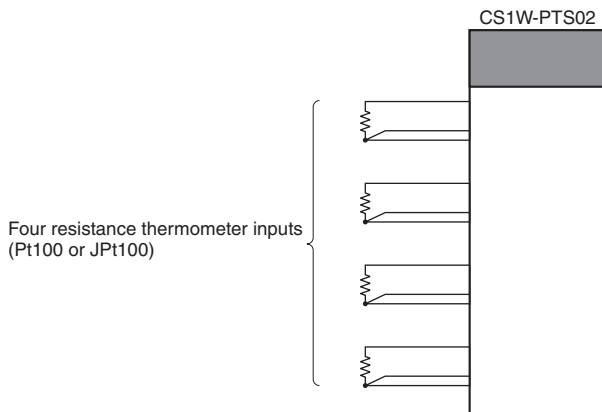 CS1W-PTS02
Four resistance thermometer inputs
(Pt100 or JPt100)